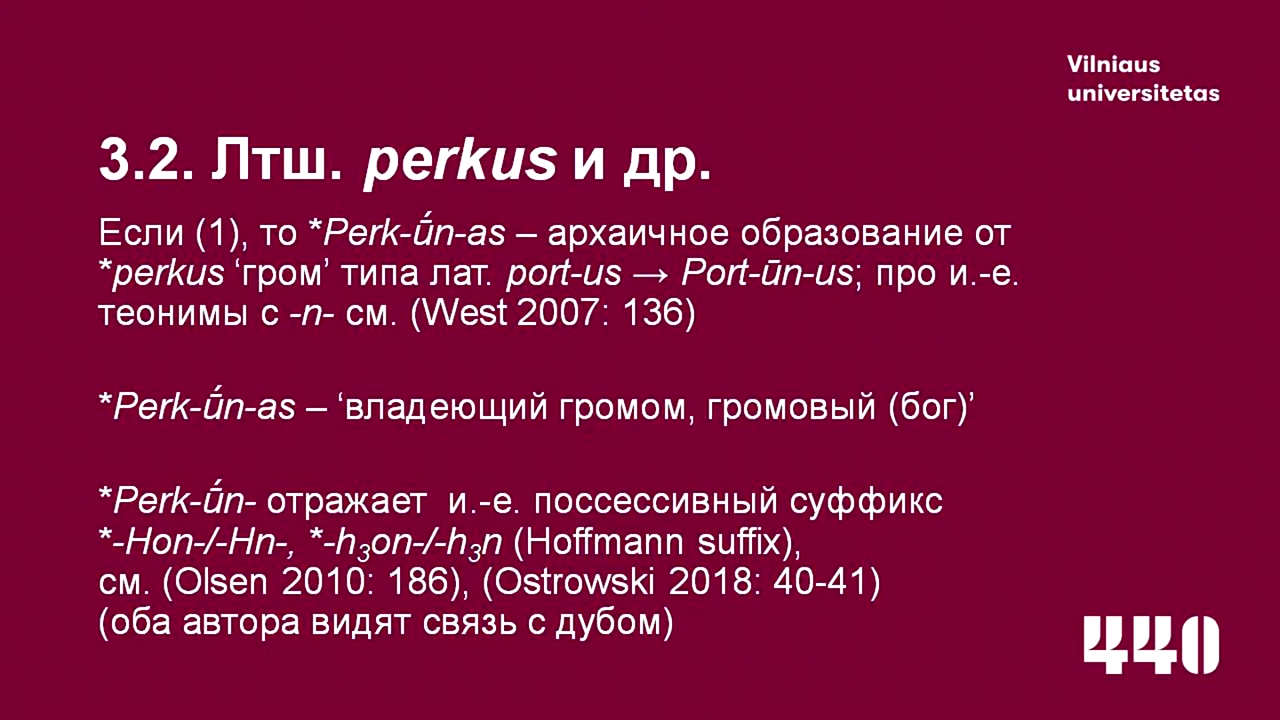 Vilniaus
universitetas
3.2. Лтш. perkus и др.
Если (1), то *Perk-ū́n-as – архаичное образование от
*perkus ‘гром’ типа лат. port-us → Port-ūn-us; про и.-е.
теонимы с -n- см. (West 2007: 136)
*Perk-ū́n-as – ‘владеющий громом, громовый (бог)’
*Perk-ū́n- отражает и.-е. поссессивный суффикс
*-Hon-/-Hn-, *-h₃on-/-h₃n (Hoffmann suffix),
см. (Olsen 2010: 186), (Ostrowski 2018: 40-41)
(оба автора видят связь с дубом)
440